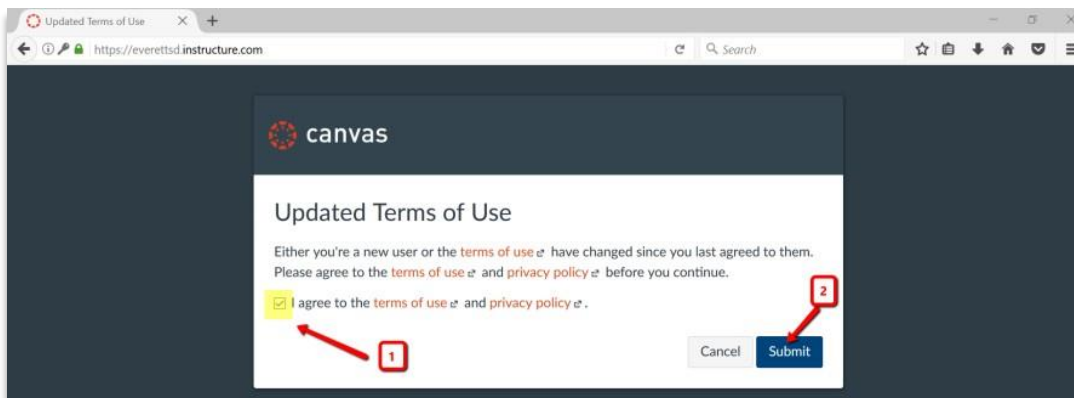 Updated Terms of Use
https://everettsd.instructure.com
Search
canvas
Updated Terms of Use
Either you're a new user or the terms of use have changed since you last agreed to them.
Please agree to the terms of use and privacy policy before you continue.
I agree to the terms of use and privacy policy.
2
1
Cancel Submit